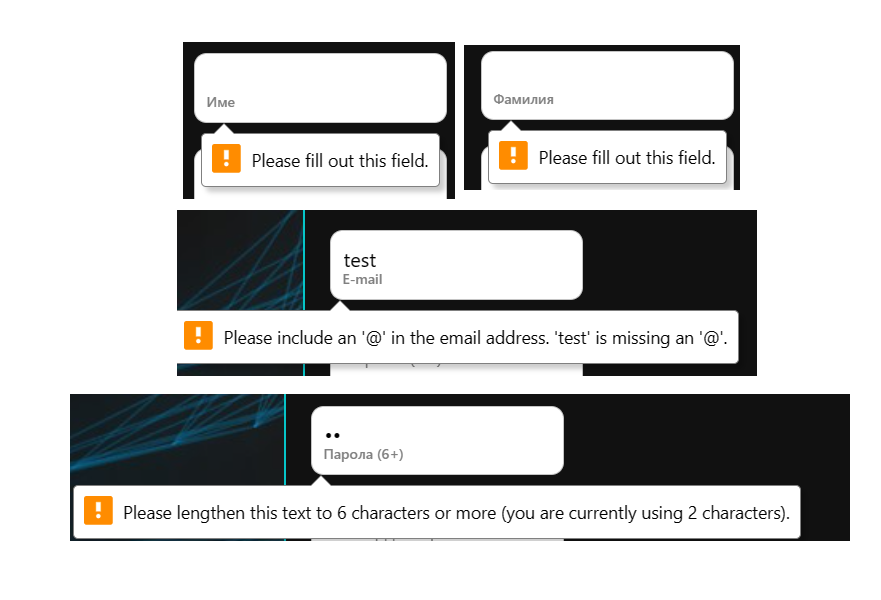 Име
Фамилия
Please fill out this field.
Please fill out this field.
test
E-mail
Please include an '@' in the email address. 'test' is missing an '@'.
••
Парола (6+)
Please lengthen this text to 6 characters or more (you are currently using 2 characters).